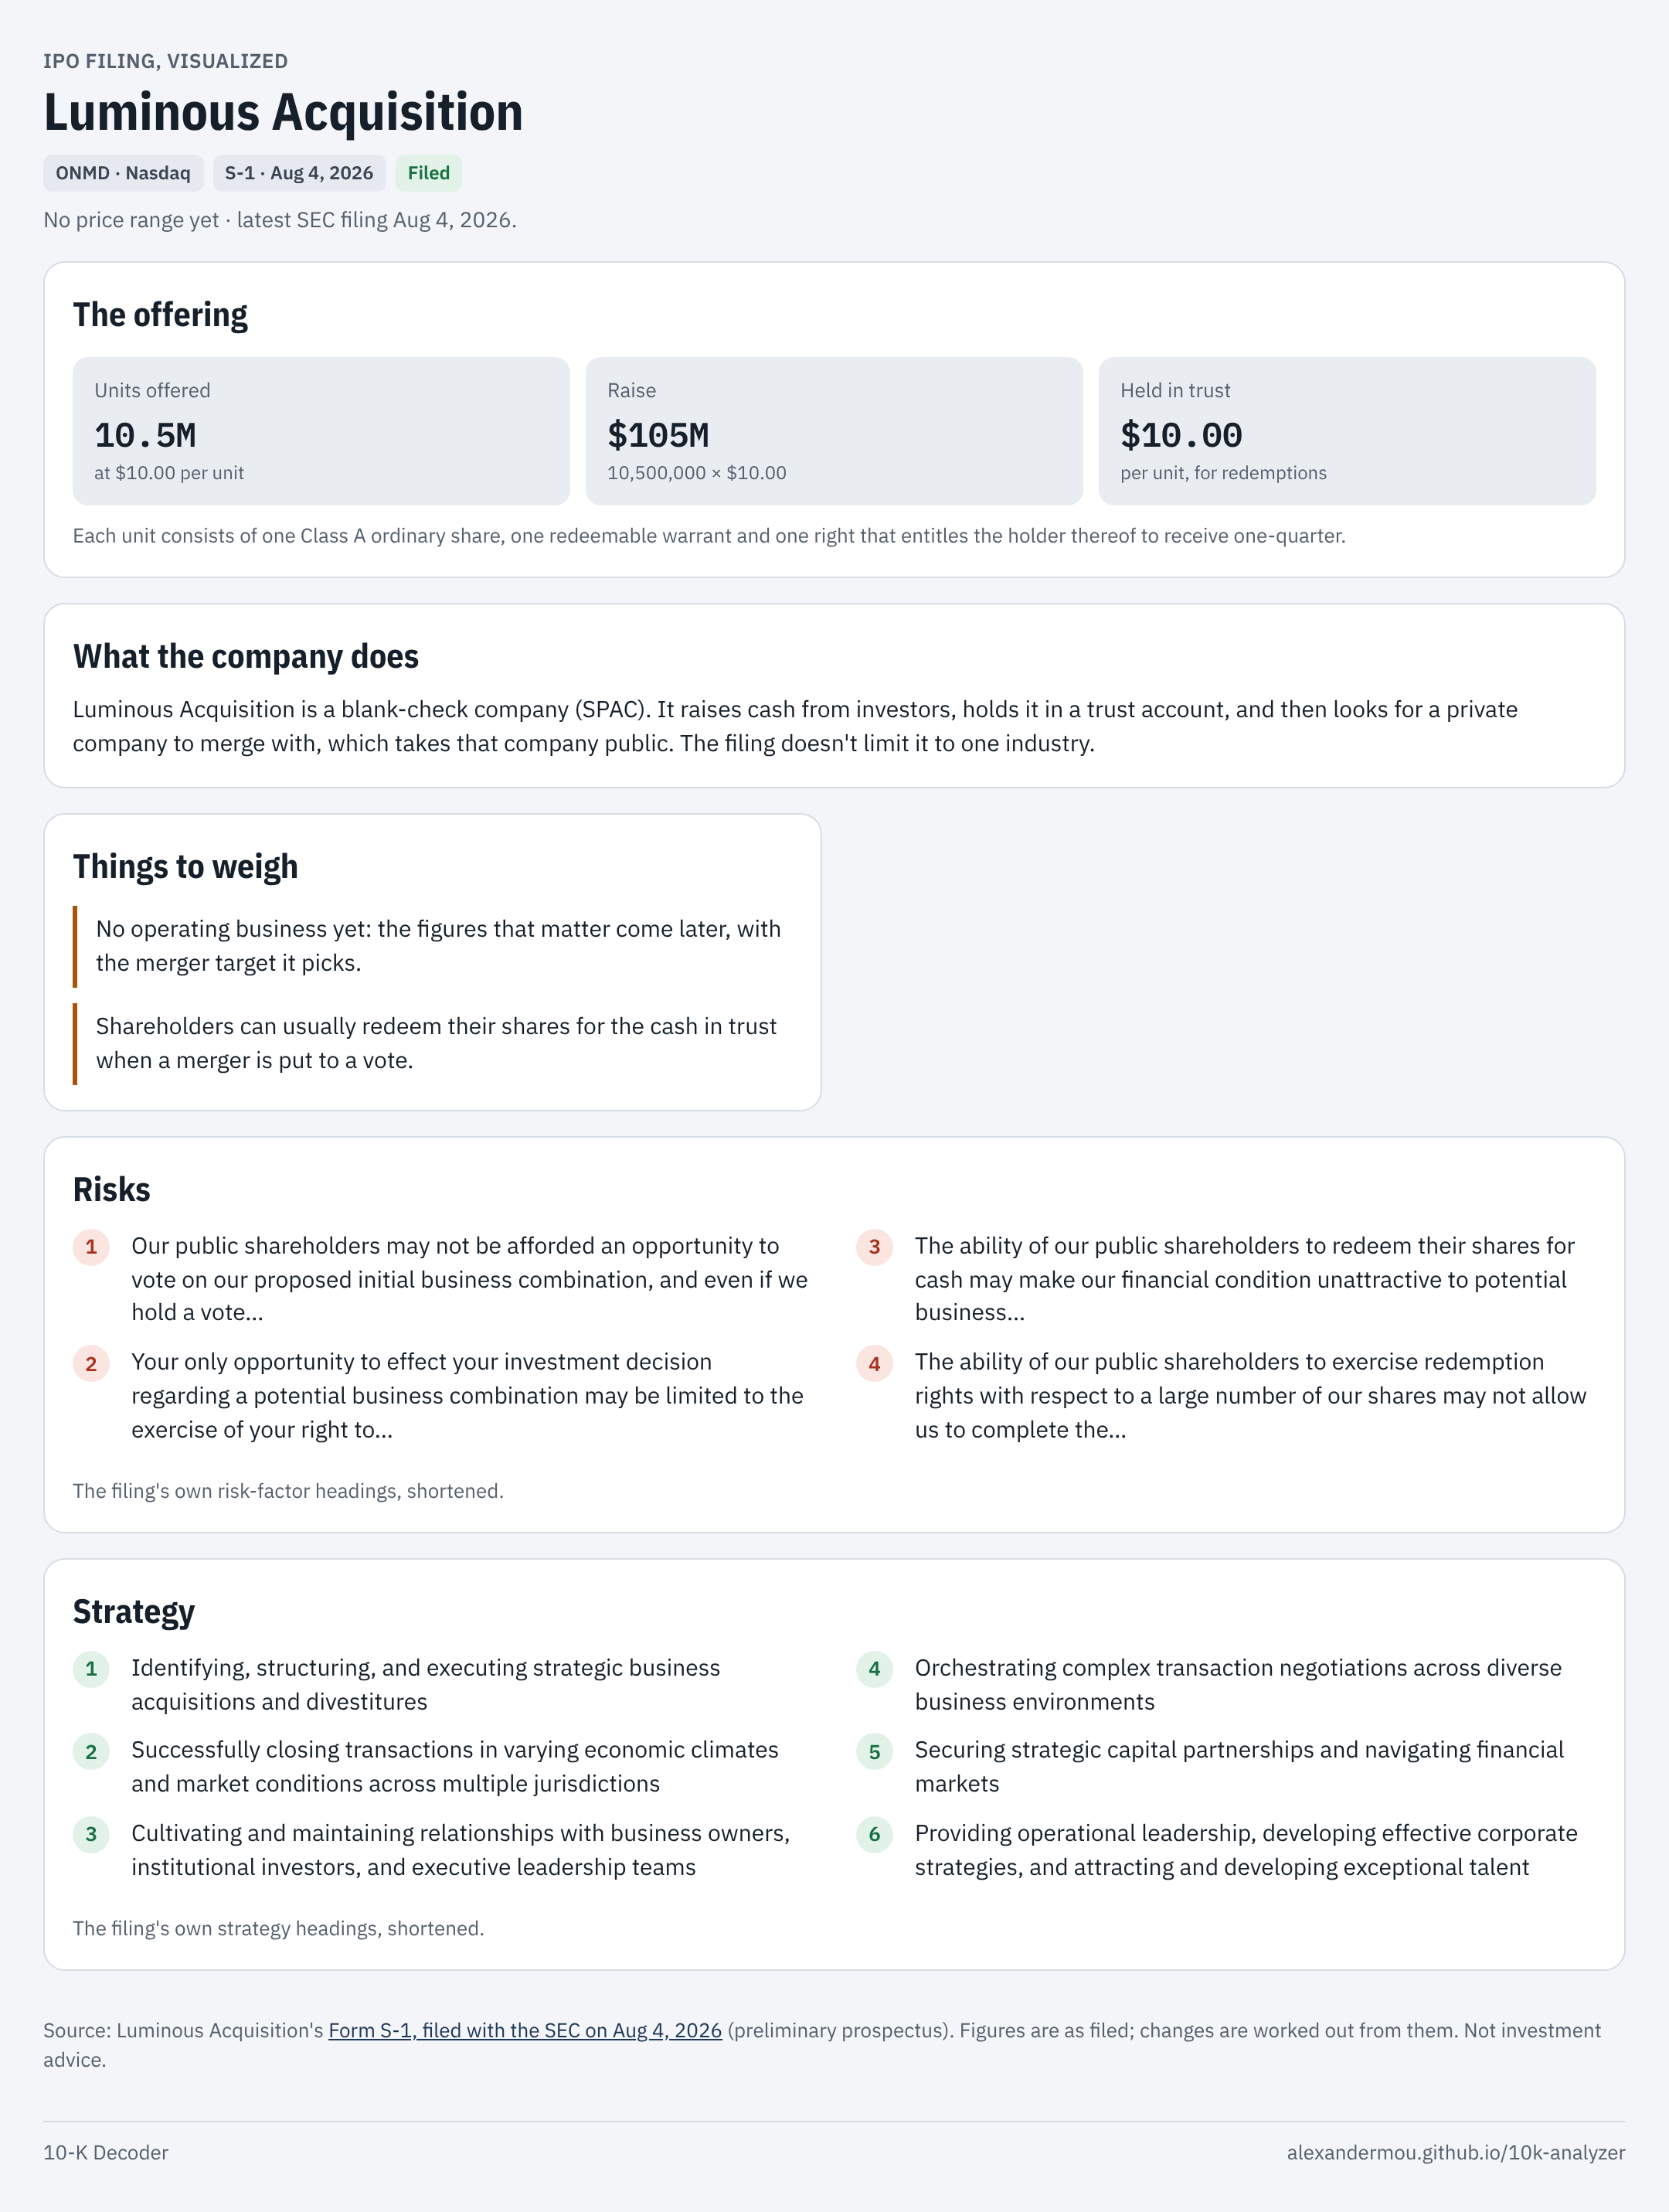 IPO FILING, VISUALIZED
Luminous Acquisition
ONMD · Nasdaq
S-1 · Aug 4, 2026
Filed
No price range yet · latest SEC filing Aug 4, 2026.
The offering
Units offered
10.5M
at $10.00 per unit
Raise
$105M
10,500,000 × $10.00
Held in trust
$10.00
per unit, for redemptions
Each unit consists of one Class A ordinary share, one redeemable warrant and one right that entitles the holder thereof to receive one-quarter.
What the company does
Luminous Acquisition is a blank-check company (SPAC). It raises cash from investors, holds it in a trust account, and then looks for a private
company to merge with, which takes that company public. The filing doesn't limit it to one industry.
Things to weigh
No operating business yet: the figures that matter come later, with
the merger target it picks.
Shareholders can usually redeem their shares for the cash in trust
when a merger is put to a vote.
Risks
1 Our public shareholders may not be afforded an opportunity to
vote on our proposed initial business combination, and even if we
hold a vote…
2 Your only opportunity to effect your investment decision
regarding a potential business combination may be limited to the
exercise of your right to…
3 The ability of our public shareholders to redeem their shares for
cash may make our financial condition unattractive to potential
business…
4 The ability of our public shareholders to exercise redemption
rights with respect to a large number of our shares may not allow
us to complete the…
The filing's own risk-factor headings, shortened.
Strategy
1 Identifying, structuring, and executing strategic business
acquisitions and divestitures
2 Successfully closing transactions in varying economic climates
and market conditions across multiple jurisdictions
3 Cultivating and maintaining relationships with business owners,
institutional investors, and executive leadership teams
4 Orchestrating complex transaction negotiations across diverse
business environments
5 Securing strategic capital partnerships and navigating financial
markets
6 Providing operational leadership, developing effective corporate
strategies, and attracting and developing exceptional talent
The filing's own strategy headings, shortened.
Source: Luminous Acquisition's Form S-1, filed with the SEC on Aug 4, 2026 (preliminary prospectus). Figures are as filed; changes are worked out from them. Not investment
advice.
10-K Decoder
alexandermou.github.io/10k-analyzer